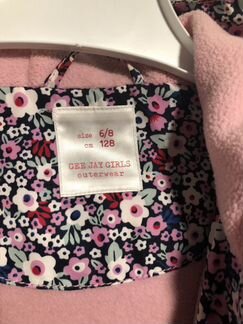 size 6/8
cm 128
GEE JAY GIRLS
outerwear